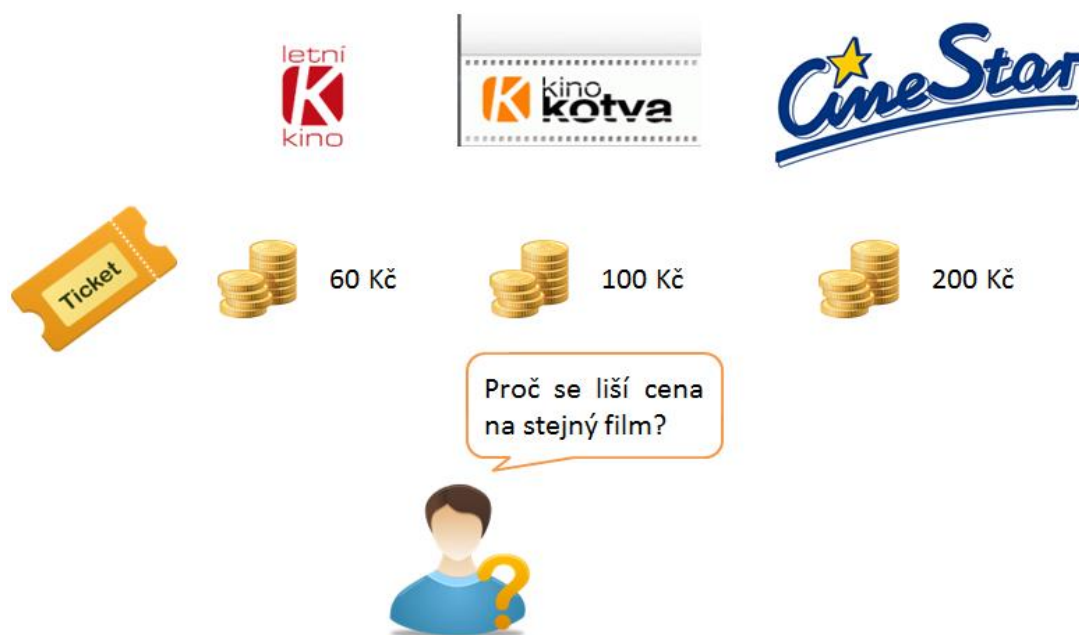 letní
K
kino
K kino
kotva
CineStar
Ticket
60 Kč
100 Kč
200 Kč
Proč se liší cena
na stejný film?
?